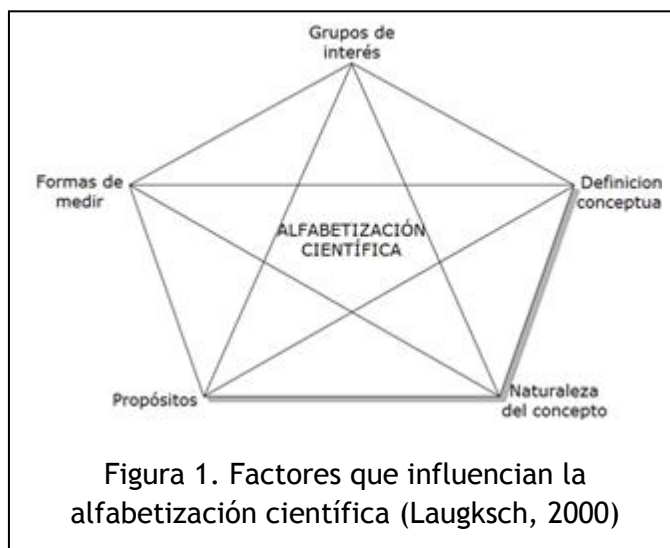 Grupos de
interés
Formas de
medir
Definicion
conceptua
ALFABETIZACIÓN
CIENTÍFICA
Propósitos
Naturaleza
del concepto
Figura 1. Factores que influencian la
alfabetización científica (Laugksch, 2000)